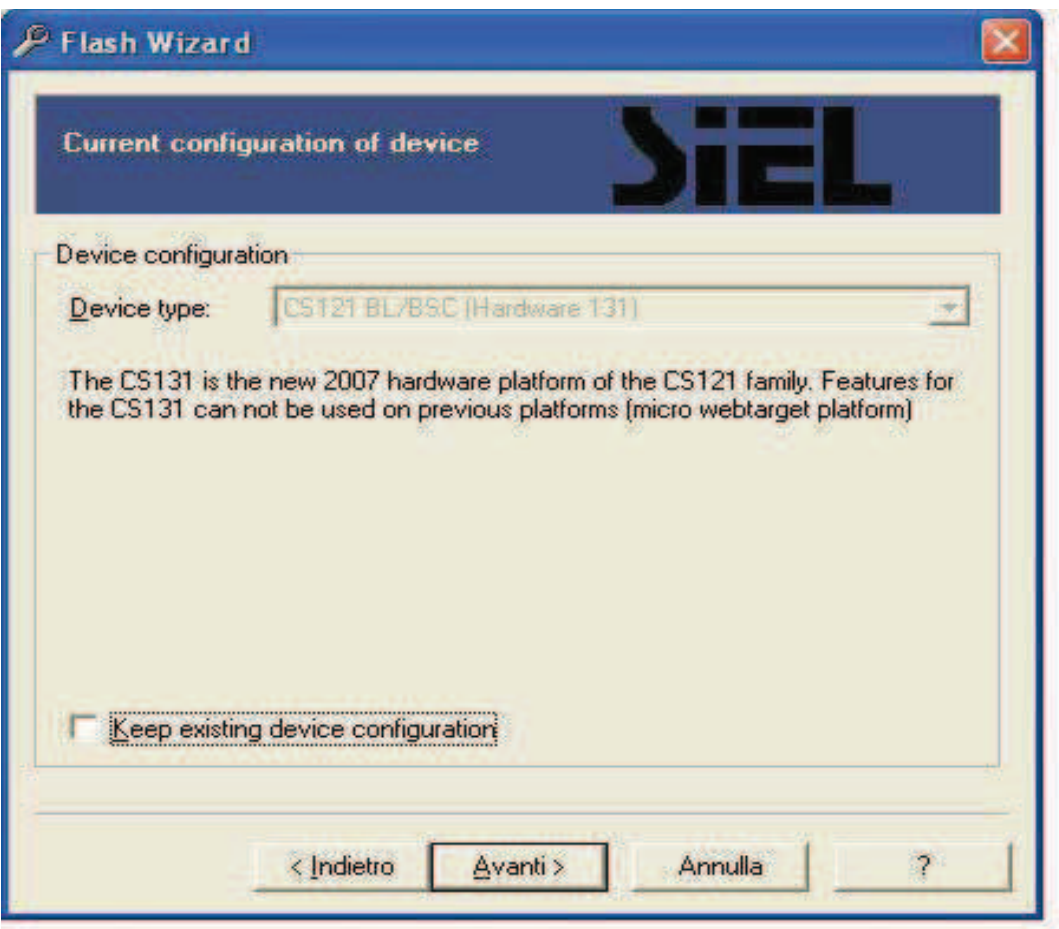 Flash Wizard
Current configuration of device
SiEL
Device configuration
Device type:
CS121 BL/BSC (Hardware 131)
The CS131 is the new 2007 hardware platform of the CS121 family. Features for
the CS131 can not be used on previous platforms (micro webtarget platform)
Keep existing device configuration
< Indietro
Avanti >
Annulla
?